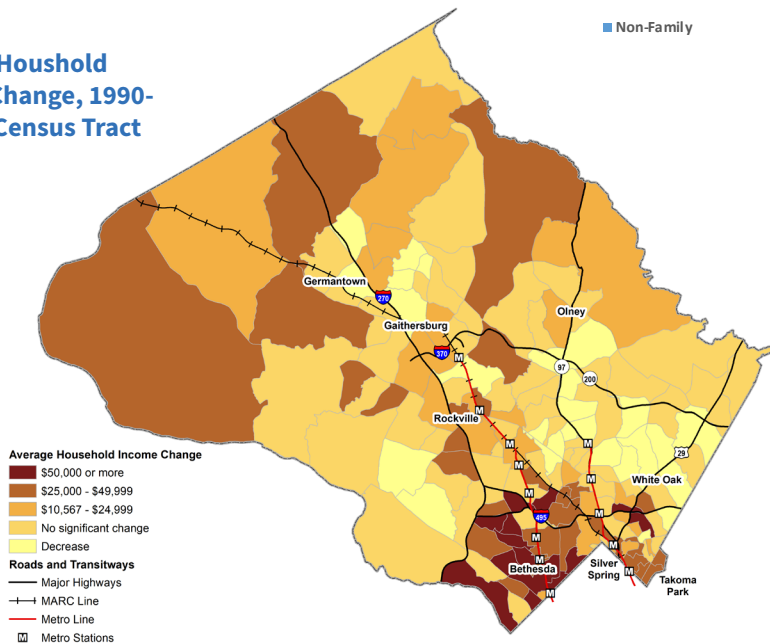 Non-Family
Houshold
Change, 1990-
Census Tract
Germantown
270
Gaithersburg
Olney
370
M
97
200
M
Rockville
M
M
M
29
M
White Oak
M
M
495
M
M
M
Bethesda
Silver
Spring
M
Takoma
Park
M
Average Household Income Change
$50,000 or more
$25,000 - $49,999
$10,567 - $24,999
No significant change
Decrease
Roads and Transitways
Major Highways
MARC Line
Metro Line
M Metro Stations